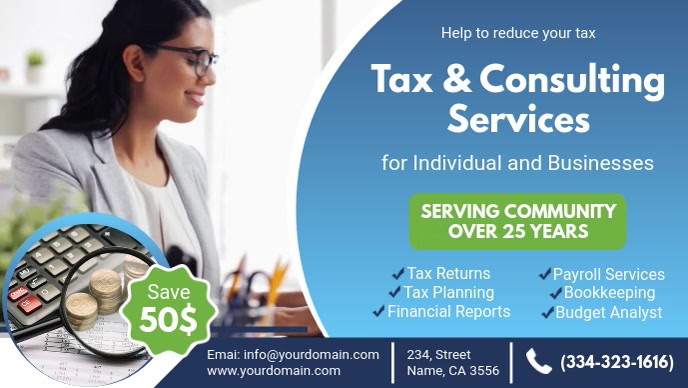 Help to reduce your tax
Tax & Consulting
Services
for Individual and Businesses
SERVING COMMUNITY
OVER 25 YEARS
Tax Returns
Tax Planning
Financial Reports
Payroll Services
Bookkeeping
Budget Analyst
Save
50$
Emai: info@yourdomain.com
www.yourdomain.com
234, Street
Name, CA 3556
(334-323-1616)